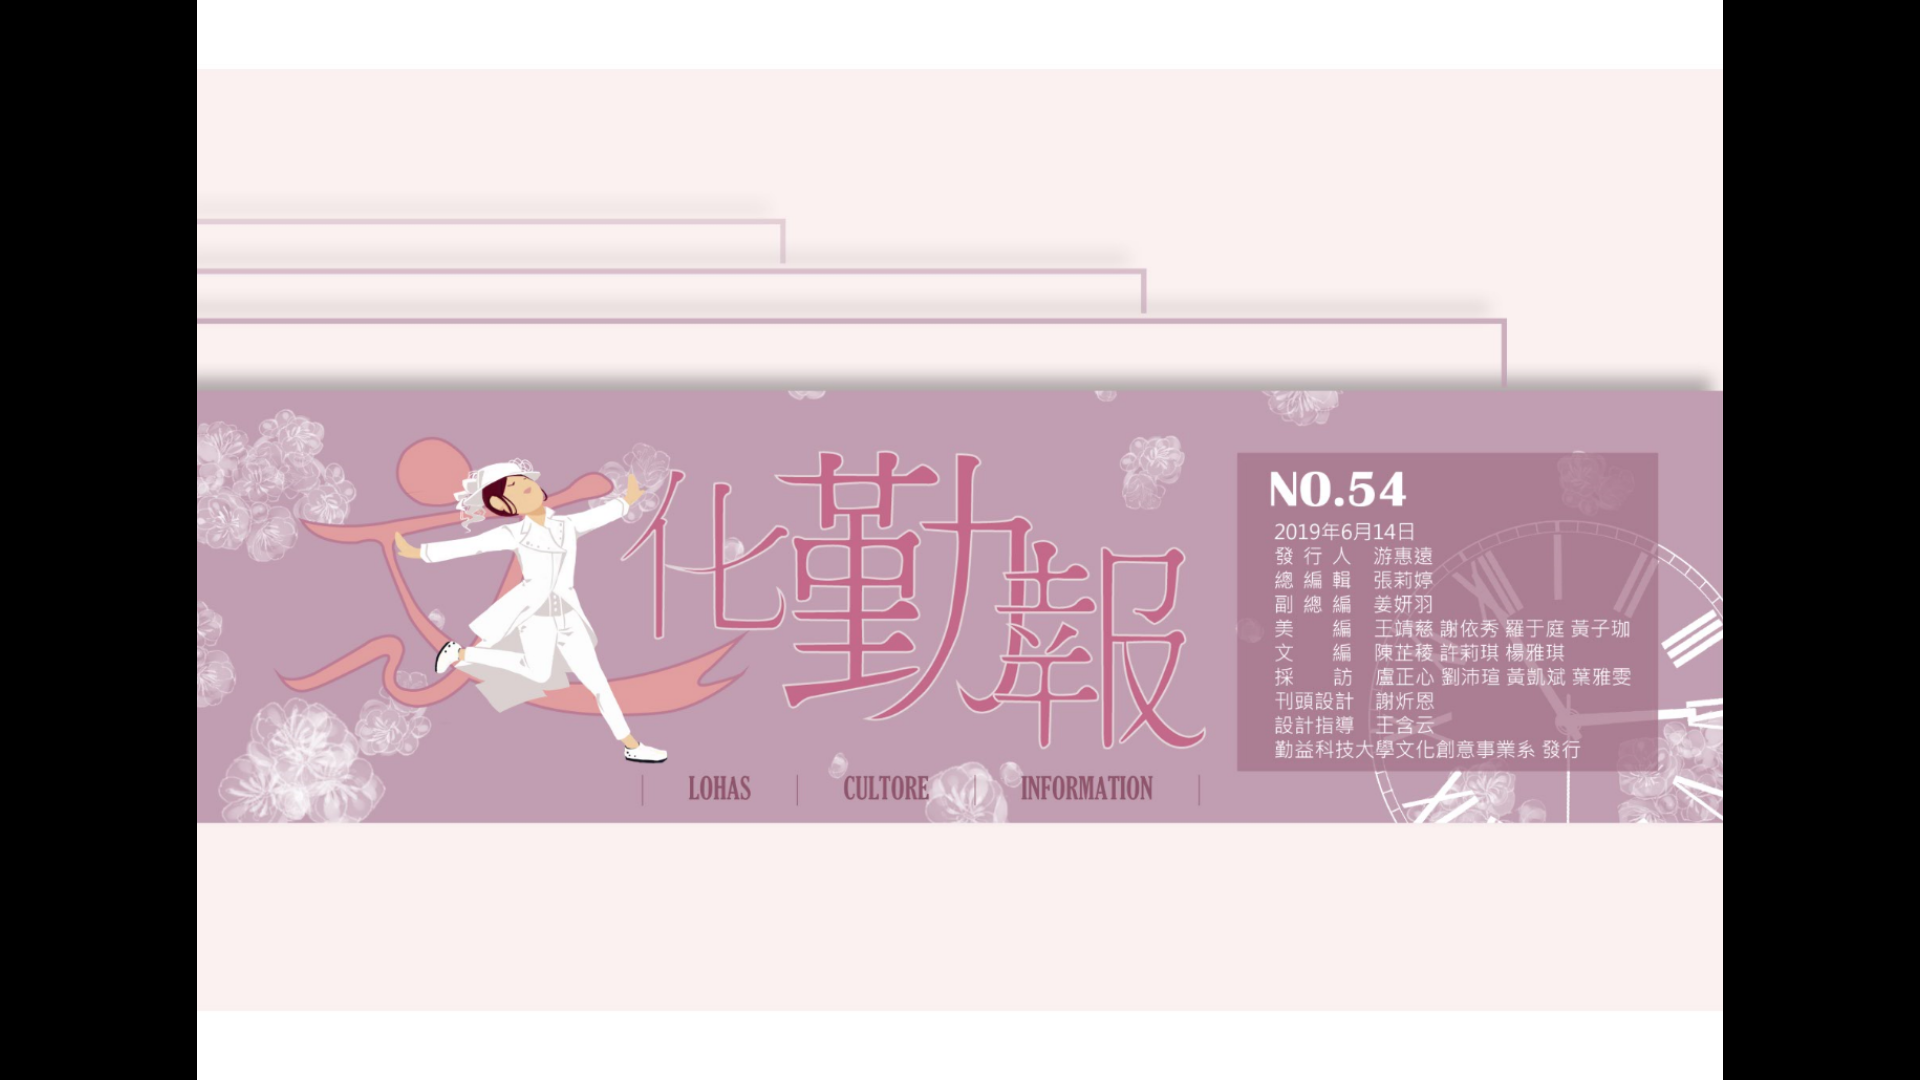 文化勤報
LOHAS | CULTORE | INFORMATION
NO.54
2019年6月14日
發行人 游惠遠
總編輯 張莉婷
副總編 姜妍羽
美編 王靖慈 謝依秀 羅于庭 黃子珈
文編 陳芷稜 許莉琪 楊雅琪
採訪 盧正心 劉沛瑄 黃凱斌 葉雅雯
刊頭設計 謝炘恩
設計指導 王含云
勤益科技大學文化創意事業系 發行